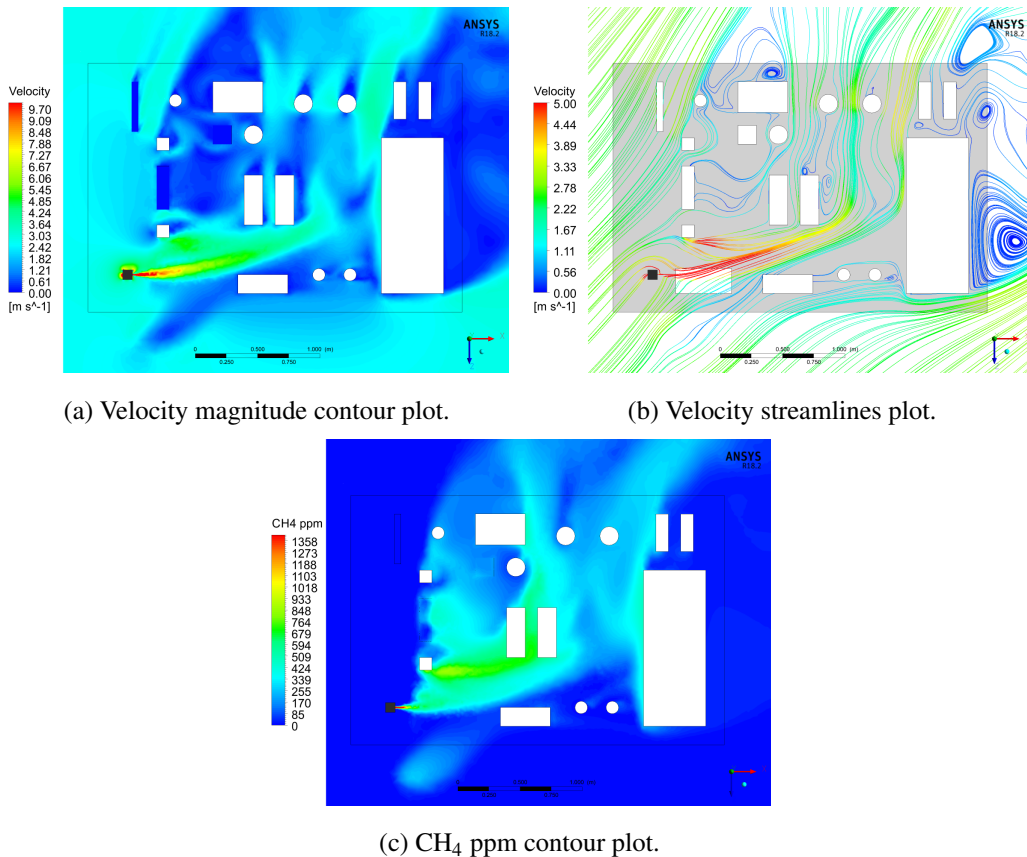 ANSYS
R18.2
Velocity
9.70
9.09
8.48
7.88
7.27
6.67
6.06
5.45
4.85
4.24
3.64
3.03
2.42
1.82
1.21
0.61
0.00
[m s^-1]
0 0.500 1.000 (m)
0.250 0.750
ANSYS
R18.2
Velocity
5.00
4.44
3.89
3.33
2.78
2.22
1.67
1.11
0.56
0.00
[m s^-1]
0 0.500 1.000 (m)
0.250 0.750
(a) Velocity magnitude contour plot.
(b) Velocity streamlines plot.
ANSYS
R18.2
CH4 ppm
1358
1273
1188
1103
1018
933
848
764
679
594
509
424
339
255
170
85
0
0 0.500 1.000 (m)
(c) CH₄ ppm contour plot.